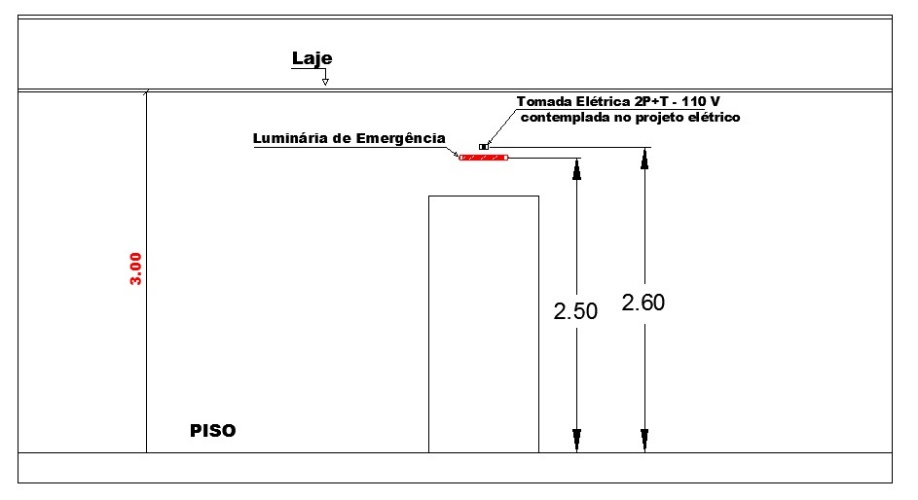 Laje
Tomada Elétrica 2P+T - 110 V
contemplada no projeto elétrico
Luminária de Emergência
3.00
2.50
2.60
PISO